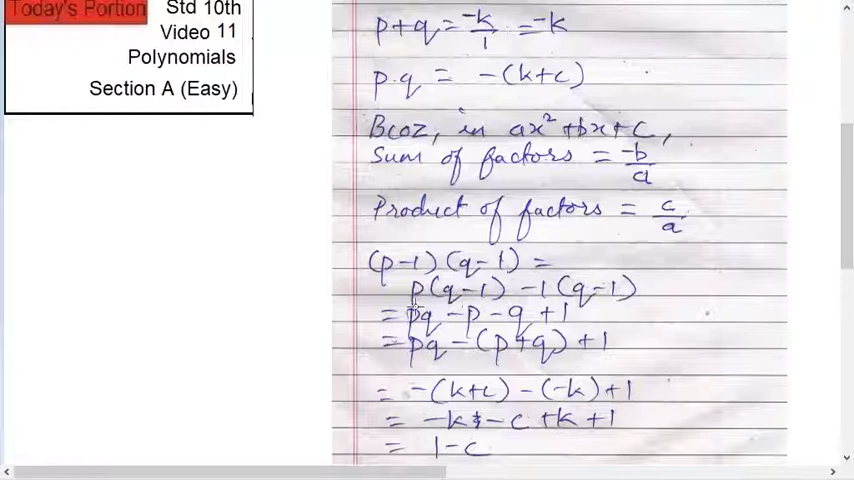 Today's Portion
Std 10th
Video 11
Polynomials
Section A (Easy)
p+q = -k/1 = -k
p.q = -(k+c)
Bcoz, in ax²+bx+c,
Sum of factors = -b/a
Product of factors = c/a
(p-1)(q-1) =
p(q-1) -1(q-1)
= pq -p -q +1
= pq -(p+q) +1
= -(k+c) -(-k)+1
= -k -c +k +1
= 1-c